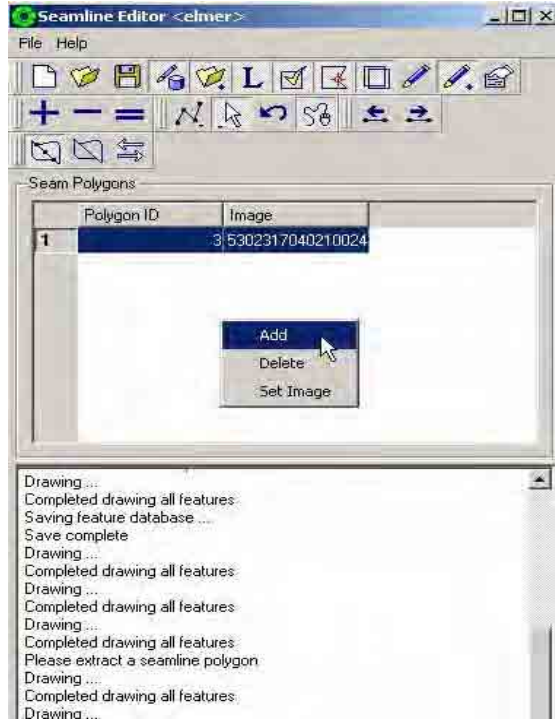 Seamline Editor <elmer>
File Help
L
Seam Polygons
Polygon ID Image
1 3 5302317040210024
Add
Delete
Set Image
Drawing ...
Completed drawing all features
Saving feature database ...
Save complete
Drawing ...
Completed drawing all features
Drawing ...
Completed drawing all features
Drawing ...
Completed drawing all features
Please extract a seamline polygon
Drawing ...
Completed drawing all features
Drawing ...